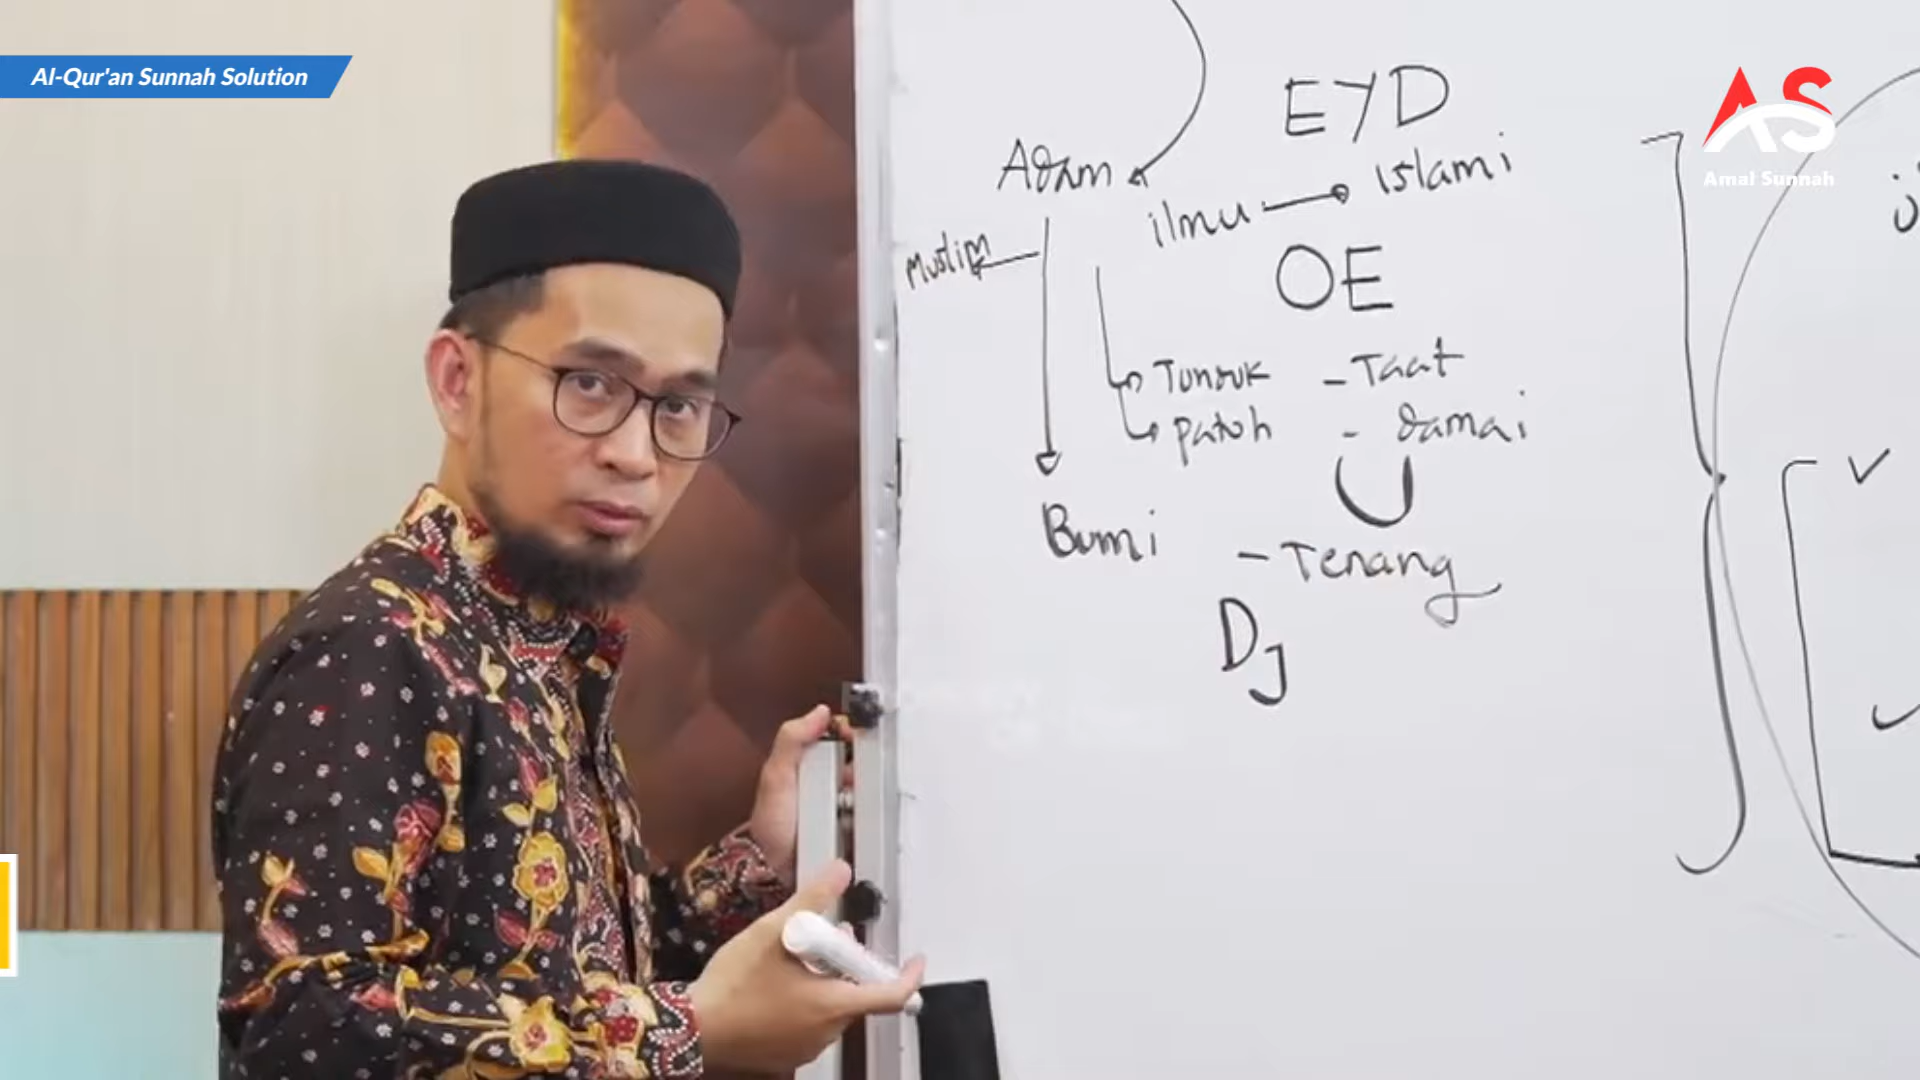 Al-Qur'an Sunnah Solution
AS
Amal Sunnah
EYD
Adam
ilmu
Islami
Muslim
OE
Tunduk - Taat
patuh - damai
U
Bumi
- Tenang
DJ